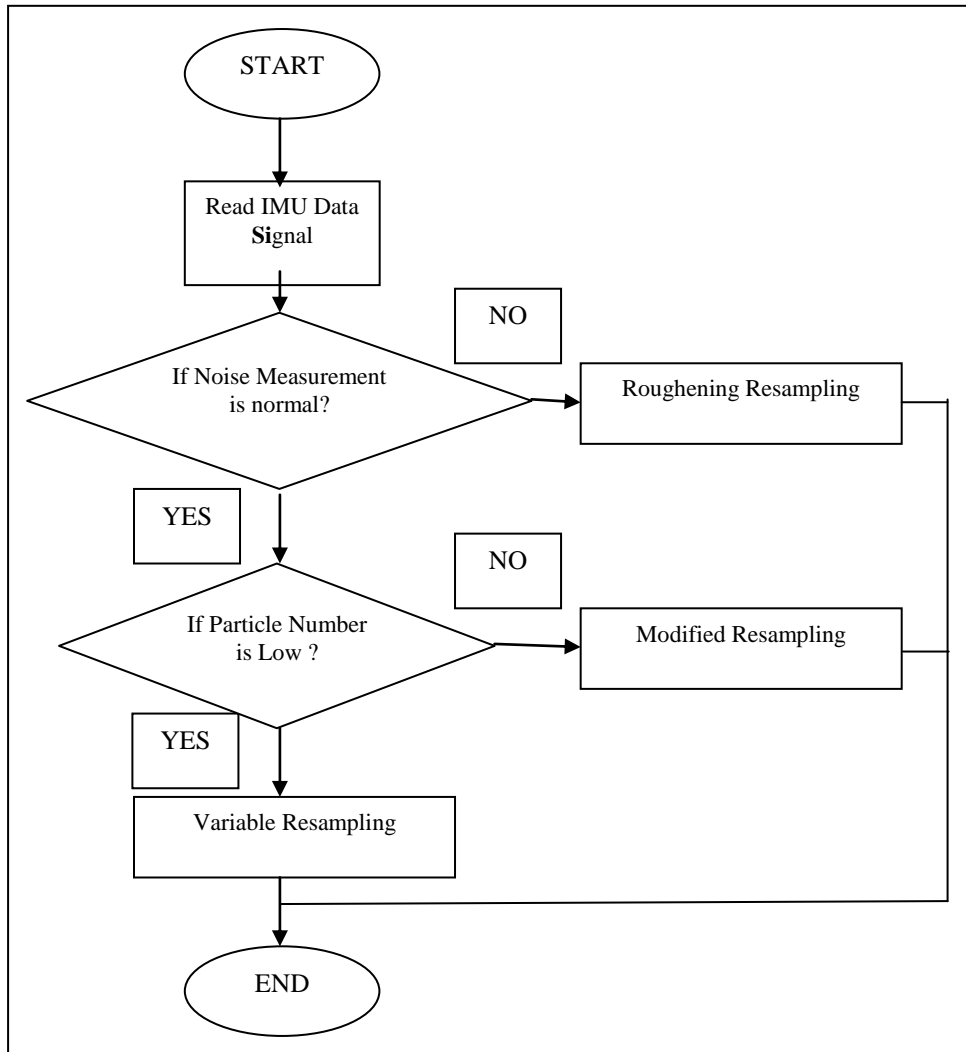 START
Read IMU Data
Signal
NO
If Noise Measurement
is normal?
Roughening Resampling
YES
NO
If Particle Number
is Low ?
Modified Resampling
YES
Variable Resampling
END